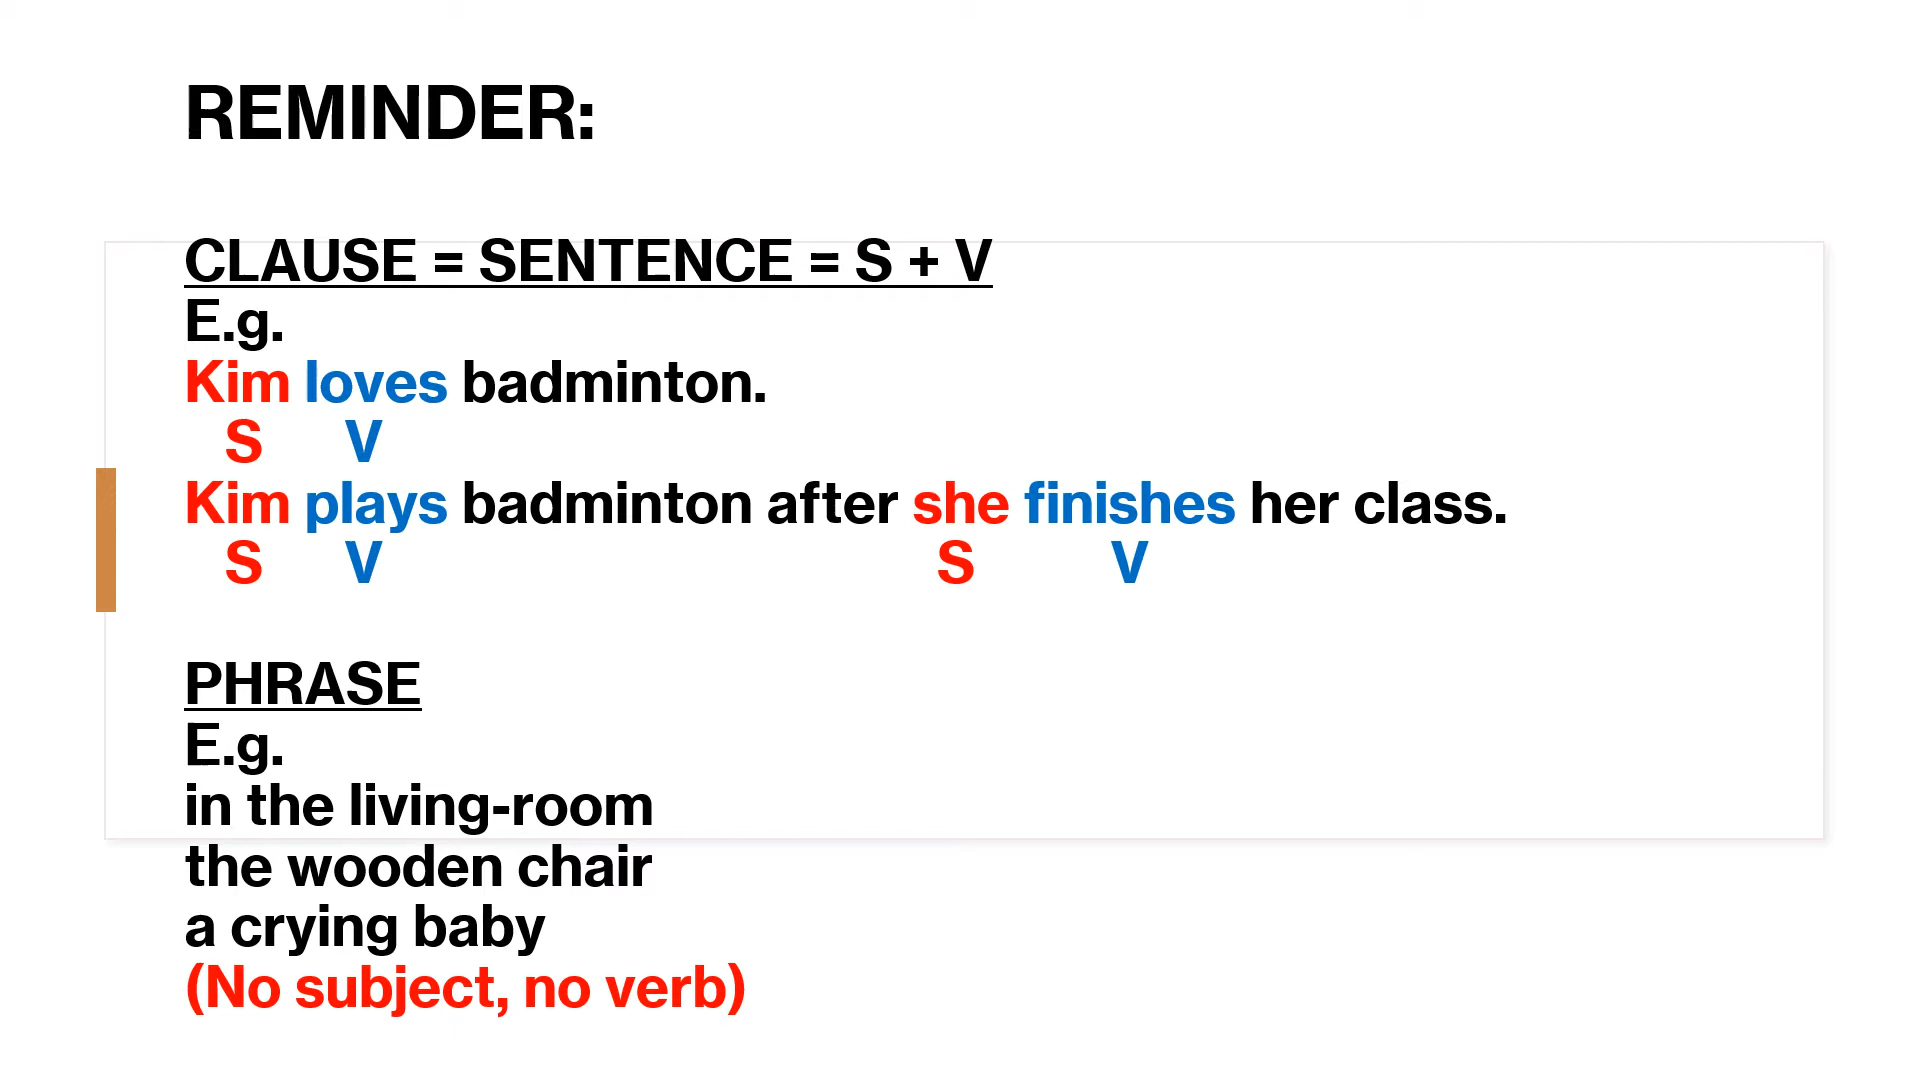 REMINDER:
CLAUSE = SENTENCE = S + V
E.g.
Kim loves badminton.
S V
Kim plays badminton after she finishes her class.
S V S V
PHRASE
E.g.
in the living-room
the wooden chair
a crying baby
(No subject, no verb)